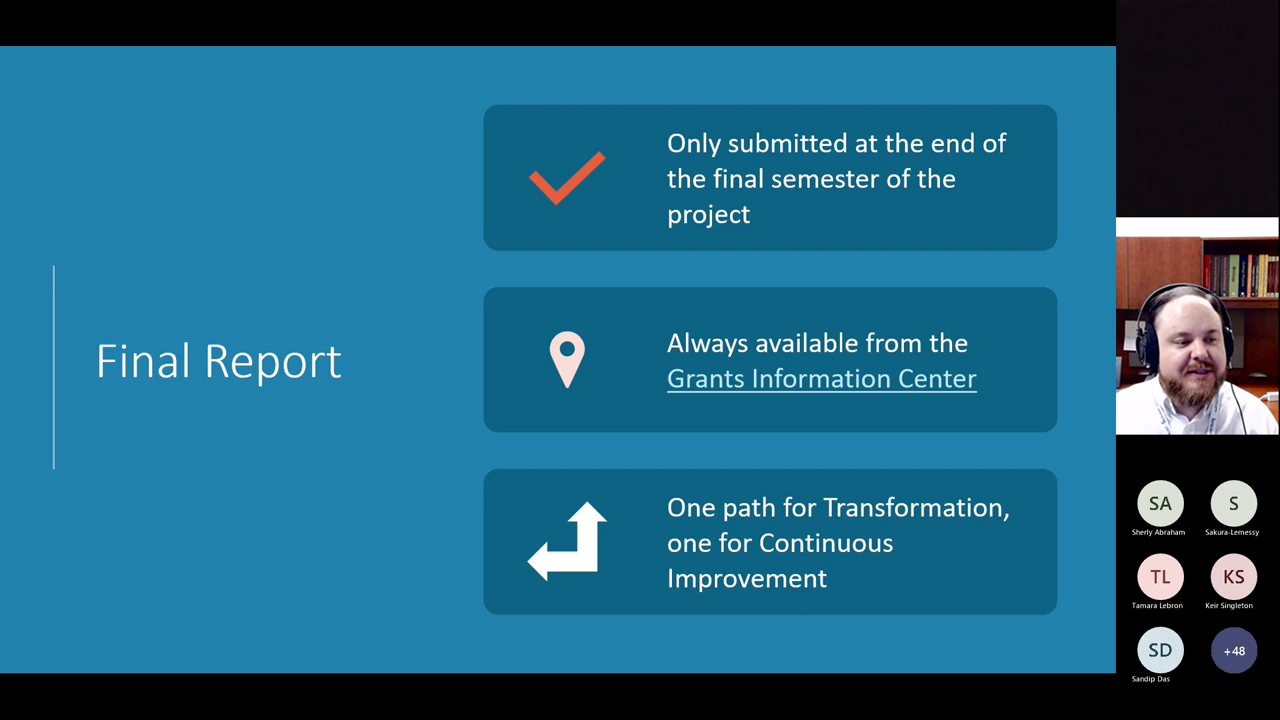 Final Report
Only submitted at the end of
the final semester of the
project
Always available from the
Grants Information Center
One path for Transformation,
one for Continuous
Improvement
SA
Sherly Abraham
S
Sakura-Lemessy
TL
Tamara Lebron
KS
Keir Singleton
SD
Sandip Das
+48